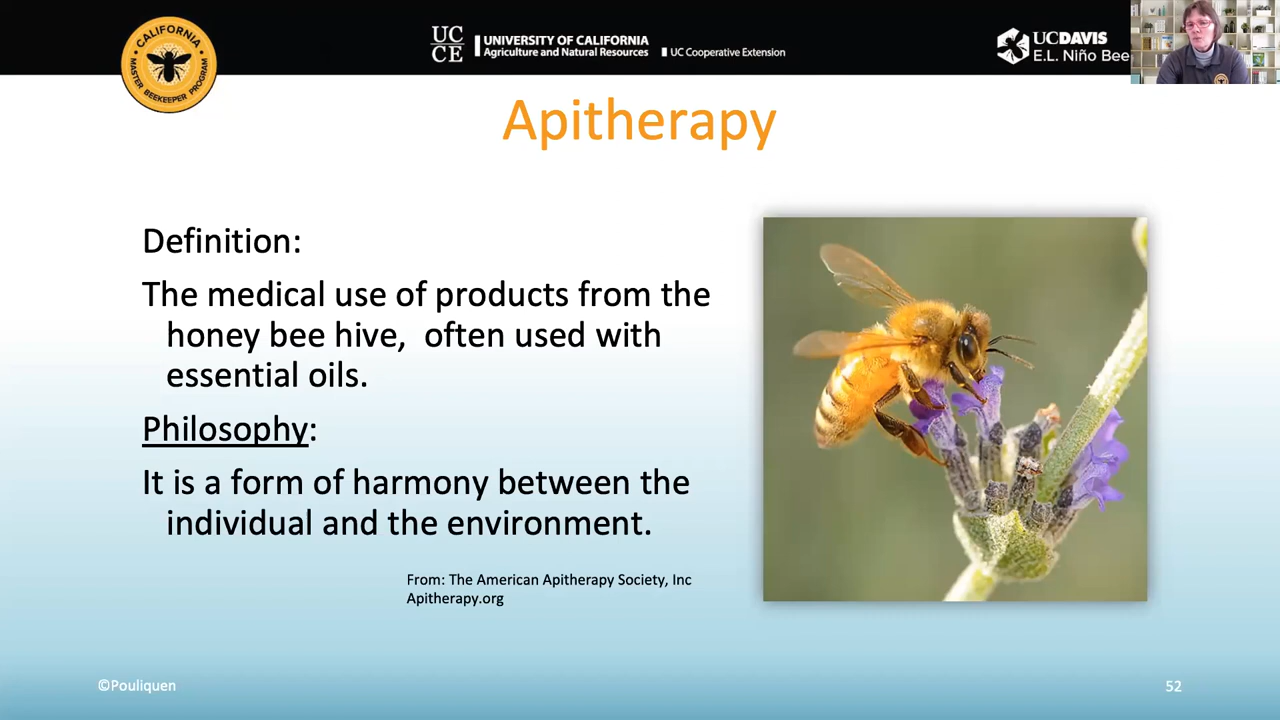 CALIFORNIA
MASTER BEEKEEPER PROGRAM
UC
CE
UNIVERSITY OF CALIFORNIA
Agriculture and Natural Resources
UC Cooperative Extension
UCDAVIS
E.L. Niño Bee
Apitherapy
Definition:
The medical use of products from the
honey bee hive, often used with
essential oils.
Philosophy:
It is a form of harmony between the
individual and the environment.
From: The American Apitherapy Society, Inc
Apitherapy.org
©Pouliquen
52